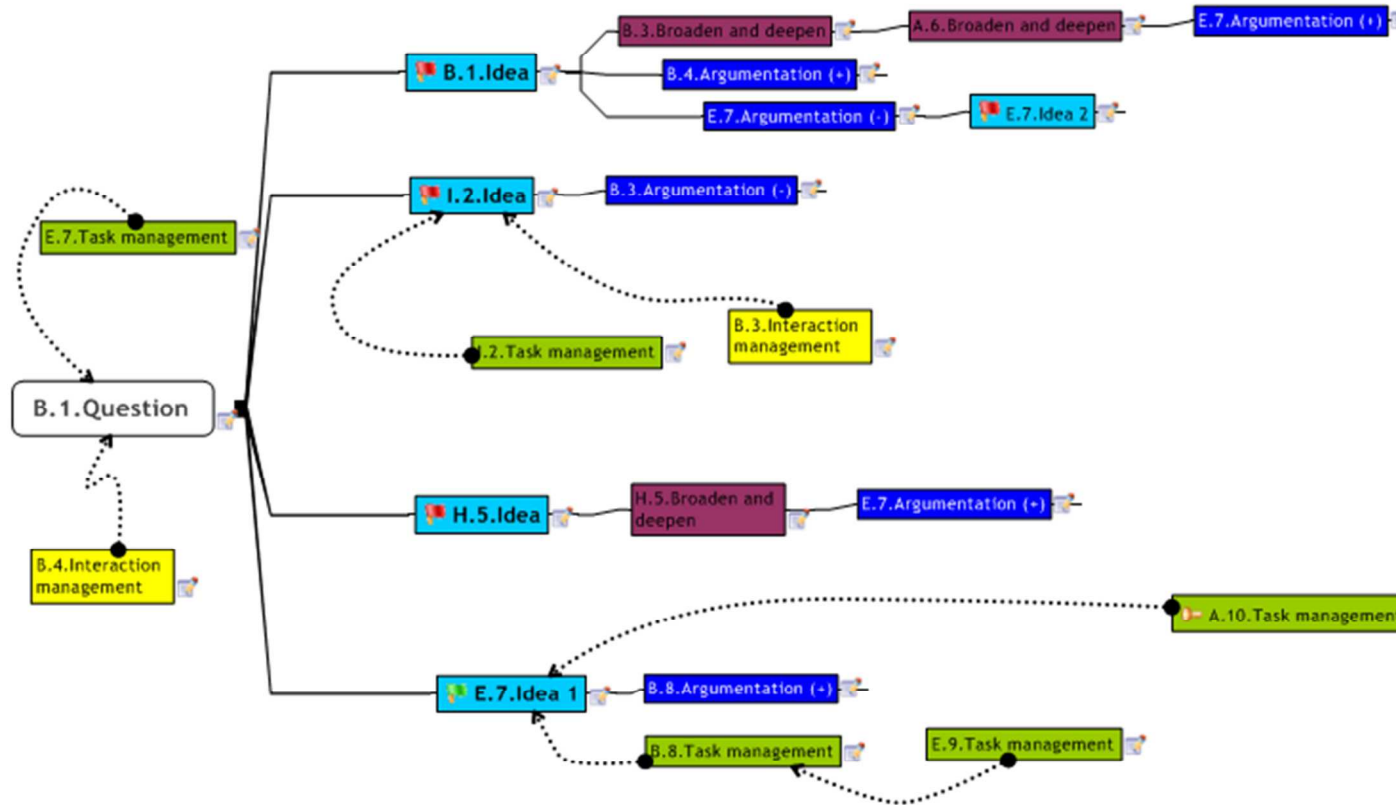 B.3.Broaden and deepen
A.6.Broaden and deepen
E.7.Argumentation (+)
B.1.Idea
B.4.Argumentation (+)
E.7.Argumentation (-)
E.7.Idea 2
I.2.Idea
B.3.Argumentation (-)
E.7.Task management
B.3.Interaction
management
I.2.Task management
B.1.Question
H.5.Idea
H.5.Broaden and
deepen
E.7.Argumentation (+)
B.4.Interaction
management
A.10.Task management
E.7.Idea 1
B.8.Argumentation (+)
B.8.Task management
E.9.Task management